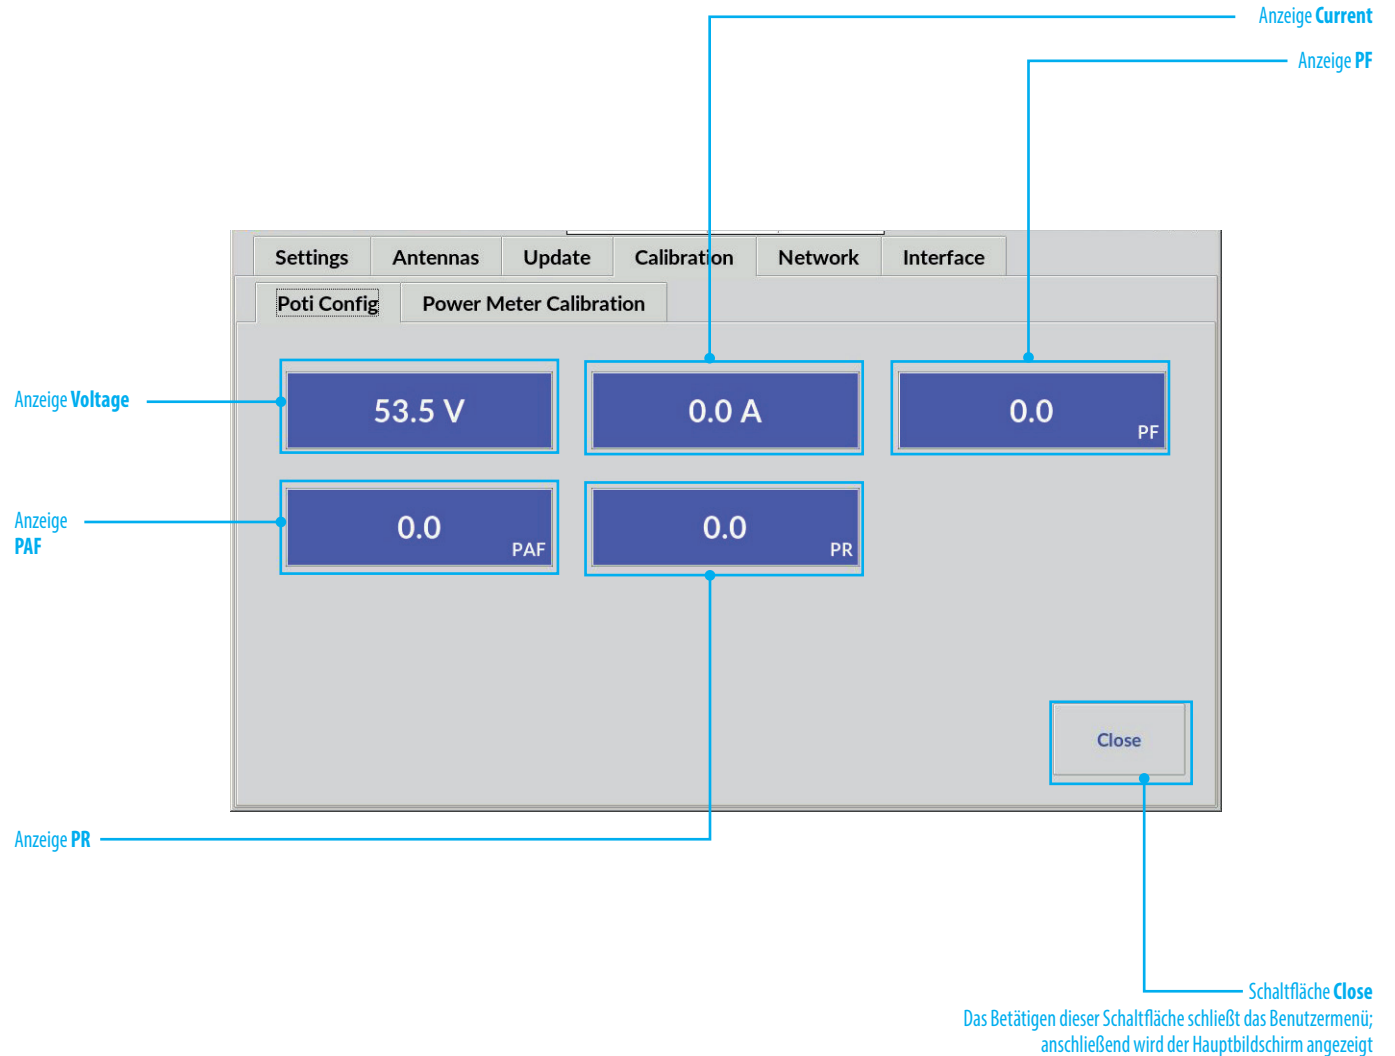 Anzeige Current
Anzeige PF
Settings Antennas Update Calibration Network Interface
Poti Config Power Meter Calibration
Anzeige Voltage
53.5 V
0.0 A
0.0
PF
Anzeige
PAF
0.0
PAF
0.0
PR
Close
Anzeige PR
Schaltfläche Close
Das Betätigen dieser Schaltfläche schließt das Benutzermenü;
anschließend wird der Hauptbildschirm angezeigt